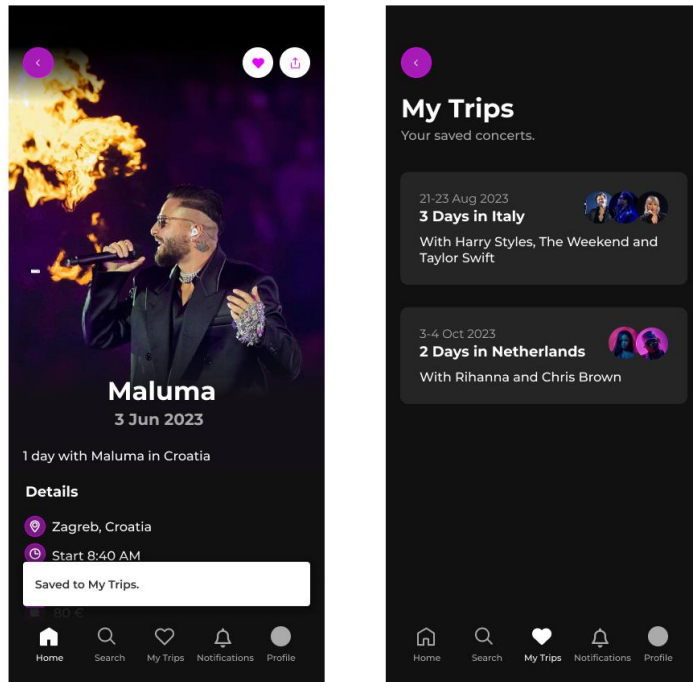 Maluma
3 Jun 2023
1 day with Maluma in Croatia
Details
Zagreb, Croatia
Start 8:40 AM
Saved to My Trips.
80 €
Home
Search
My Trips
Notifications
Profile
My Trips
Your saved concerts.
21-23 Aug 2023
3 Days in Italy
With Harry Styles, The Weekend and
Taylor Swift
3-4 Oct 2023
2 Days in Netherlands
With Rihanna and Chris Brown
Home
Search
My Trips
Notifications
Profile